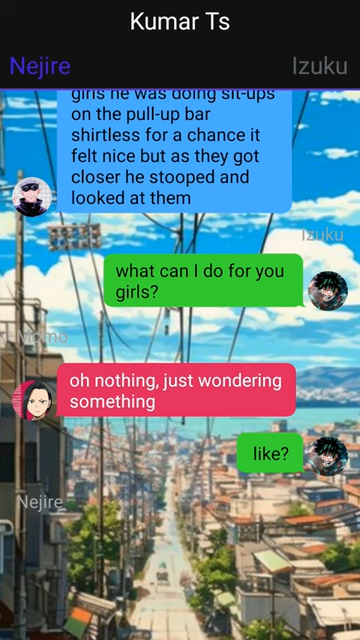 Kumar Ts
Nejire
Izuku
girls he was doing sit-ups
on the pull-up bar
shirtless for a chance it
felt nice but as they got
closer he stooped and
looked at them
Izuku
what can I do for you
girls?
Momo
oh nothing, just wondering
something
like?
Nejire